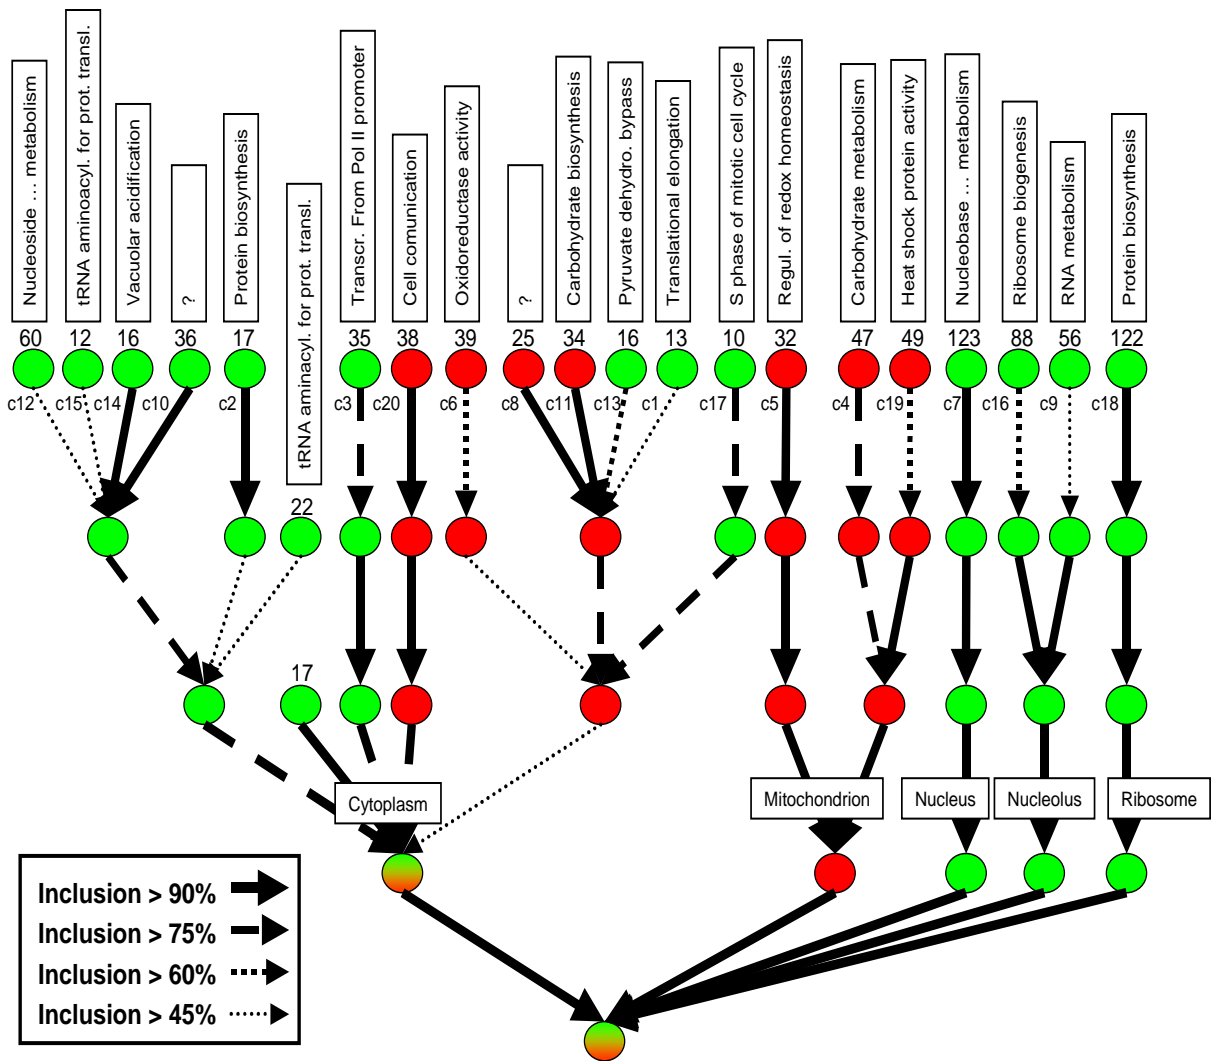 Nucleoside ... metabolism
tRNA aminoacyl. for prot. transl.
Vacuolar acidification
?
Protein biosynthesis
tRNA aminacyl. for prot. transl.
Transcr. From Pol II promoter
Cell comunication
Oxidoreductase activity
?
Carbohydrate biosynthesis
Pyruvate dehydro. bypass
Translational elongation
S phase of mitotic cell cycle
Regul. of redox homeostasis
Carbohydrate metabolism
Heat shock protein activity
Nucleobase ... metabolism
Ribosome biogenesis
RNA metabolism
Protein biosynthesis
60 12 16 36 17 35 38 39 25 34 16 13 10 32 47 49 123 88 56 122
c12 c15 c14 c10 c2 c3 c20 c6 c8 c11 c13 c1 c17 c5 c4 c19 c7 c16 c9 c18
22
17
Cytoplasm Mitochondrion Nucleus Nucleolus Ribosome
Inclusion > 90%
Inclusion > 75%
Inclusion > 60%
Inclusion > 45%